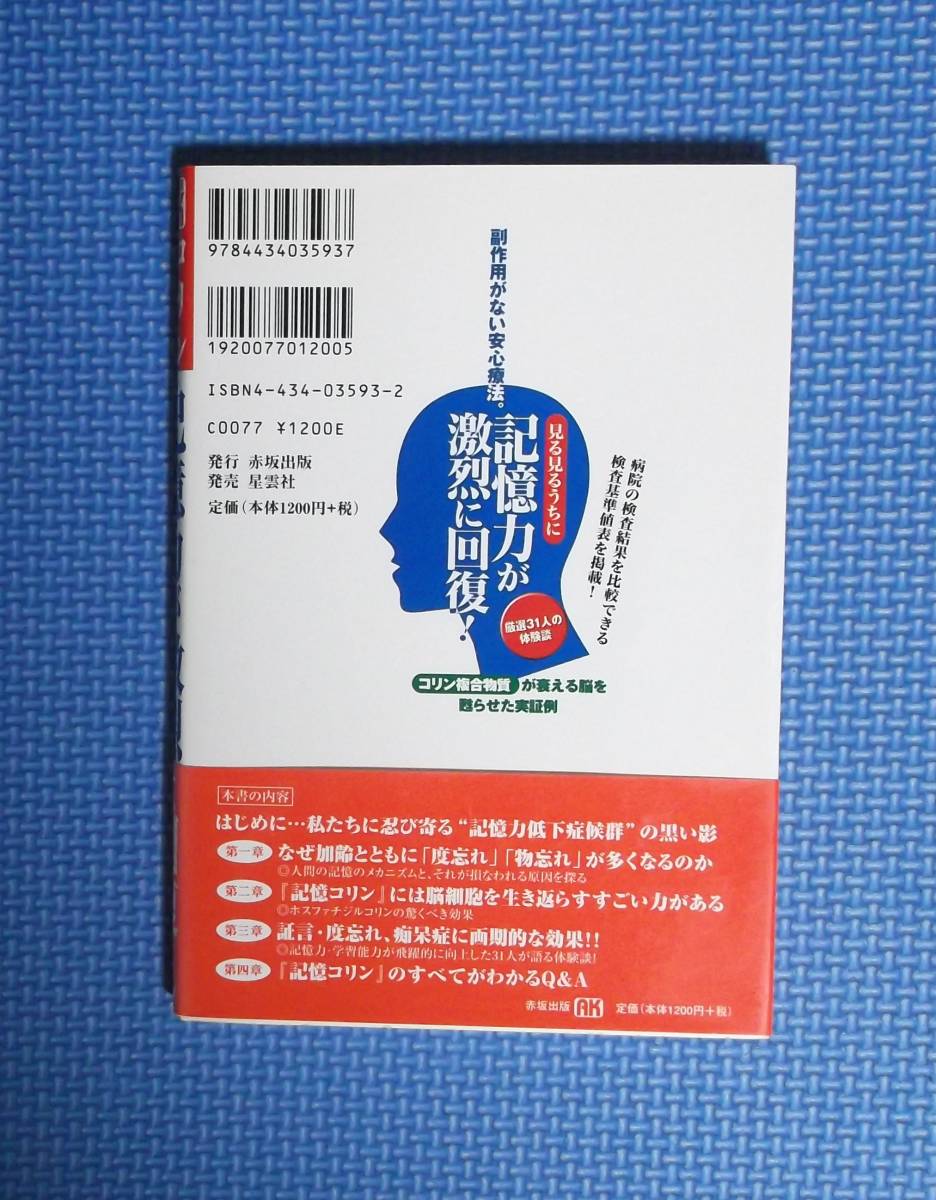 9784434035937
1920077012005
ISBN4-434-03593-2
C0077 ¥1200E
発行 赤坂出版
発売 星雲社
定価(本体1200円+税)
副作用がない安心療法。
見る見るうちに
記憶力が
激烈に回復!
厳選31人の
体験談
病院の検査結果を比較できる
検査基準値表を掲載!
コリン複合物質が衰える脳を
甦らせた実証例
本書の内容
はじめに…私たちに忍び寄る“記憶力低下症候群”の黒い影
第一章 なぜ加齢とともに「度忘れ」「物忘れ」が多くなるのか
◎人間の記憶のメカニズムと、それが損なわれる原因を探る
第二章 『記憶コリン』には脳細胞を生き返らすすごい力がある
◎ホスファチジルコリンの驚くべき効果
第三章 証言・度忘れ、痴呆症に画期的な効果!!
◎記憶力・学習能力が飛躍的に向上した31人が語る体験談!
第四章 『記憶コリン』のすべてがわかるQ&A
赤坂出版 AK 定価(本体1200円+税)